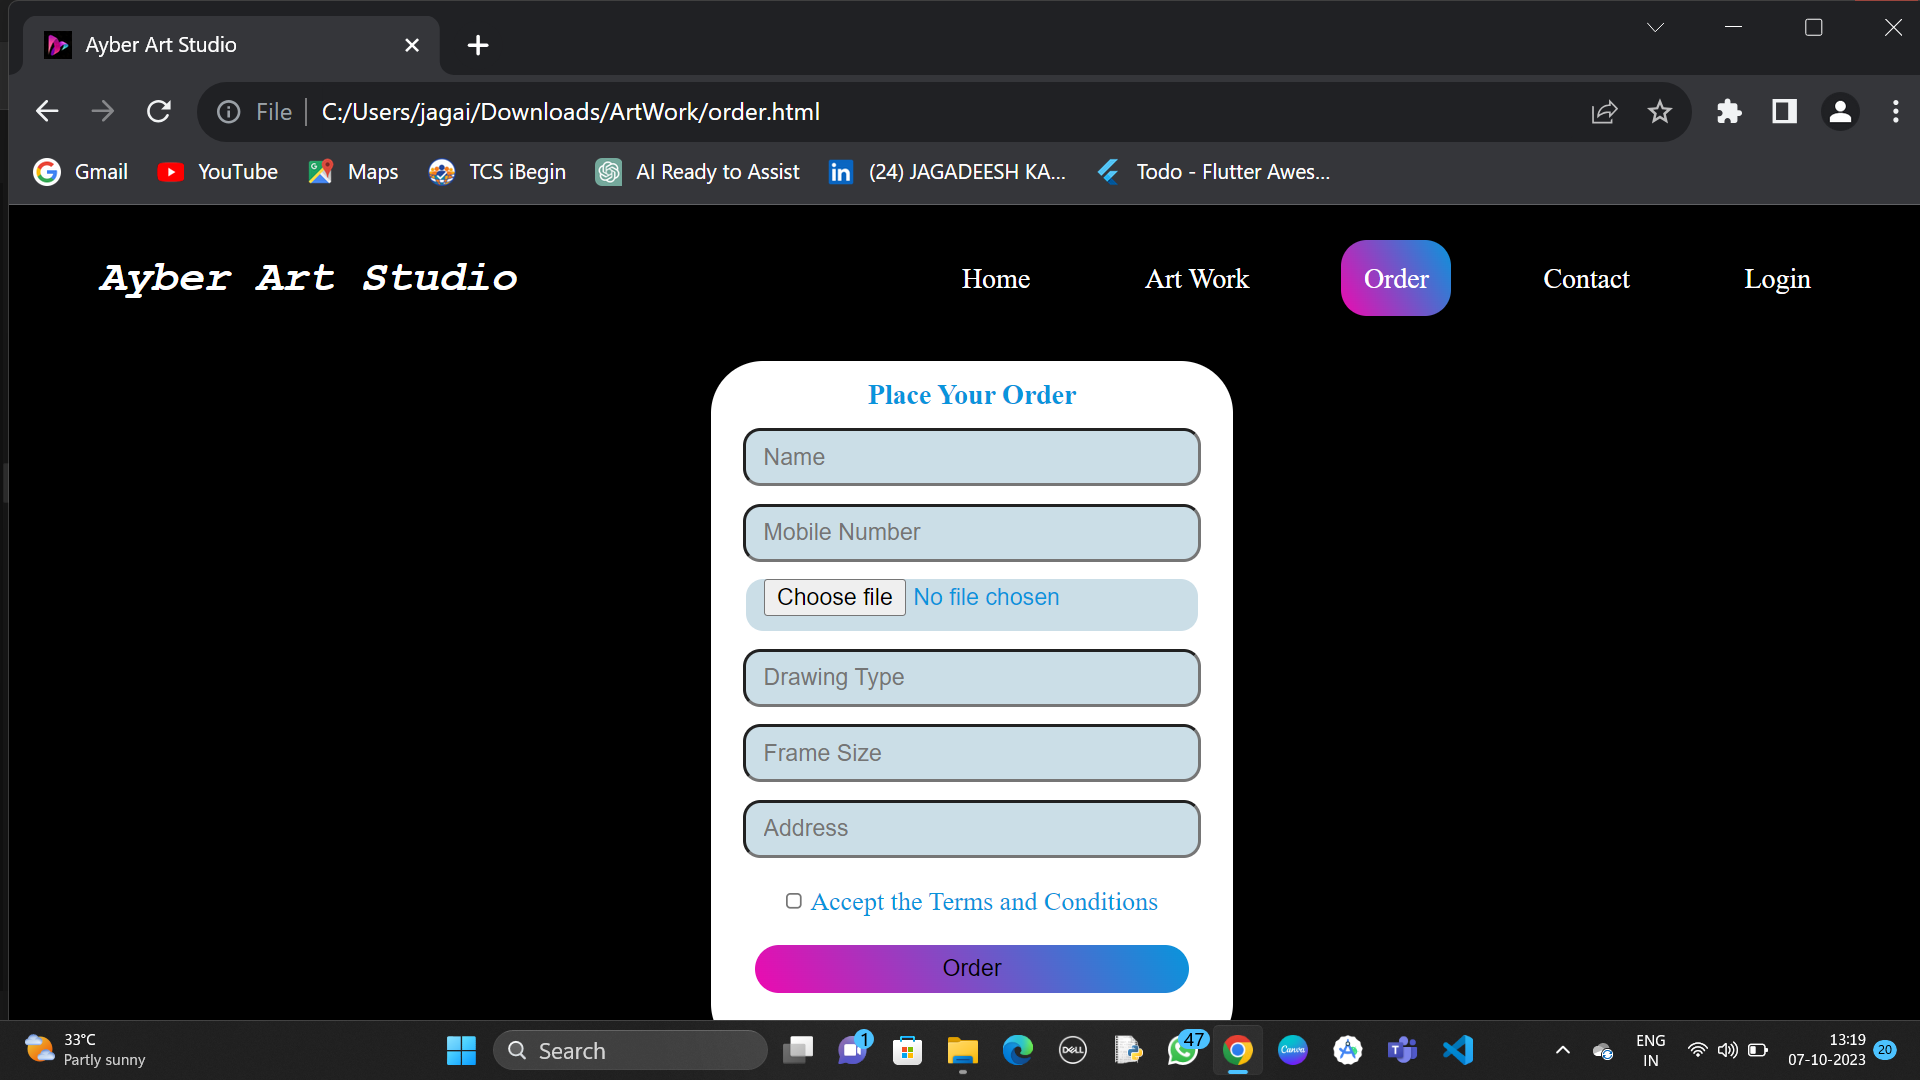 Ayber Art Studio
File C:/Users/jagai/Downloads/ArtWork/order.html
Gmail YouTube Maps TCS iBegin AI Ready to Assist (24) JAGADEESH KA... Todo - Flutter Awes...
Ayber Art Studio Home Art Work Order Contact Login
Place Your Order
Name
Mobile Number
Choose file No file chosen
Drawing Type
Frame Size
Address
Accept the Terms and Conditions
Order
33°C
Partly sunny
Search
1
DELL
47
Canva
ENG
IN
13:19
07-10-2023
20